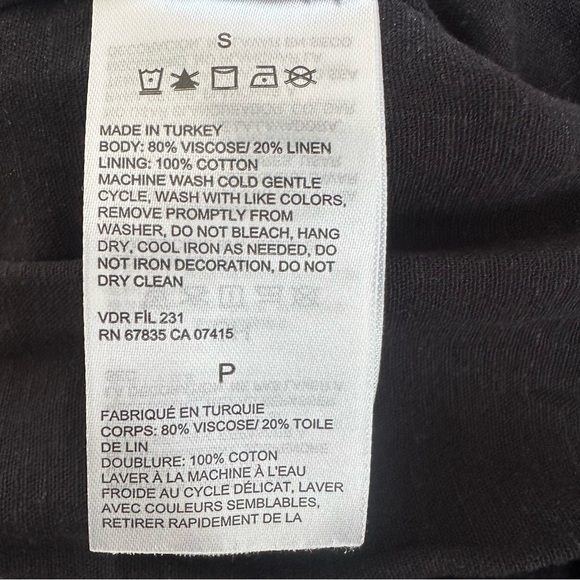 S
MADE IN TURKEY
BODY: 80% VISCOSE/ 20% LINEN
LINING: 100% COTTON
MACHINE WASH COLD GENTLE
CYCLE, WASH WITH LIKE COLORS,
REMOVE PROMPTLY FROM
WASHER, DO NOT BLEACH, HANG
DRY, COOL IRON AS NEEDED, DO
NOT IRON DECORATION, DO NOT
DRY CLEAN
VDR FİL 231
RN 67835 CA 07415
P
FABRIQUÉ EN TURQUIE
CORPS: 80% VISCOSE/ 20% TOILE
DE LIN
DOUBLURE: 100% COTON
LAVER À LA MACHINE À L'EAU
FROIDE AU CYCLE DÉLICAT, LAVER
AVEC COULEURS SEMBLABLES,
RETIRER RAPIDEMENT DE LA